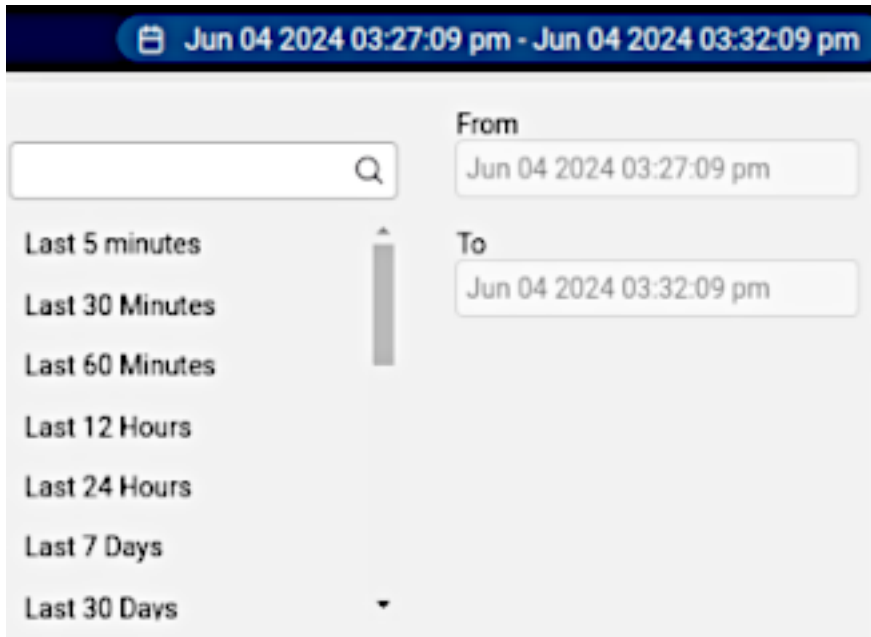 Jun 04 2024 03:27:09 pm - Jun 04 2024 03:32:09 pm
Last 5 minutes
Last 30 Minutes
Last 60 Minutes
Last 12 Hours
Last 24 Hours
Last 7 Days
Last 30 Days
From
Jun 04 2024 03:27:09 pm
To
Jun 04 2024 03:32:09 pm